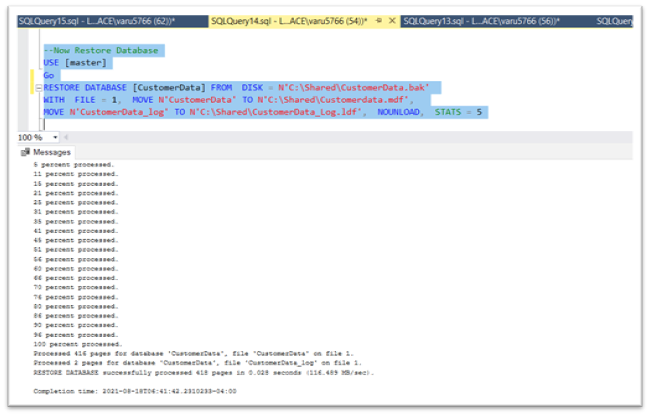 SQLQuery15.sql - L...ACE\varu5766 (62))* SQLQuery14.sql - L...ACE\varu5766 (54))* SQLQuery13.sql - L...ACE\varu5766 (56))* SQLQuery
--Now Restore Database
USE [master]
Go
RESTORE DATABASE [CustomerData] FROM DISK = N'C:\Shared\CustomerData.bak'
WITH FILE = 1, MOVE N'CustomerData' TO N'C:\Shared\Customerdata.mdf',
MOVE N'CustomerData_log' TO N'C:\Shared\CustomerData_Log.ldf', NOUNLOAD, STATS = 5
100 %
Messages
5 percent processed.
11 percent processed.
15 percent processed.
21 percent processed.
25 percent processed.
31 percent processed.
35 percent processed.
41 percent processed.
45 percent processed.
51 percent processed.
56 percent processed.
60 percent processed.
66 percent processed.
70 percent processed.
76 percent processed.
80 percent processed.
86 percent processed.
90 percent processed.
96 percent processed.
100 percent processed.
Processed 416 pages for database 'CustomerData', file 'CustomerData' on file 1.
Processed 2 pages for database 'CustomerData', file 'CustomerData_log' on file 1.
RESTORE DATABASE successfully processed 418 pages in 0.028 seconds (116.489 MB/sec).
Completion time: 2021-08-18T06:41:42.2310233-04:00